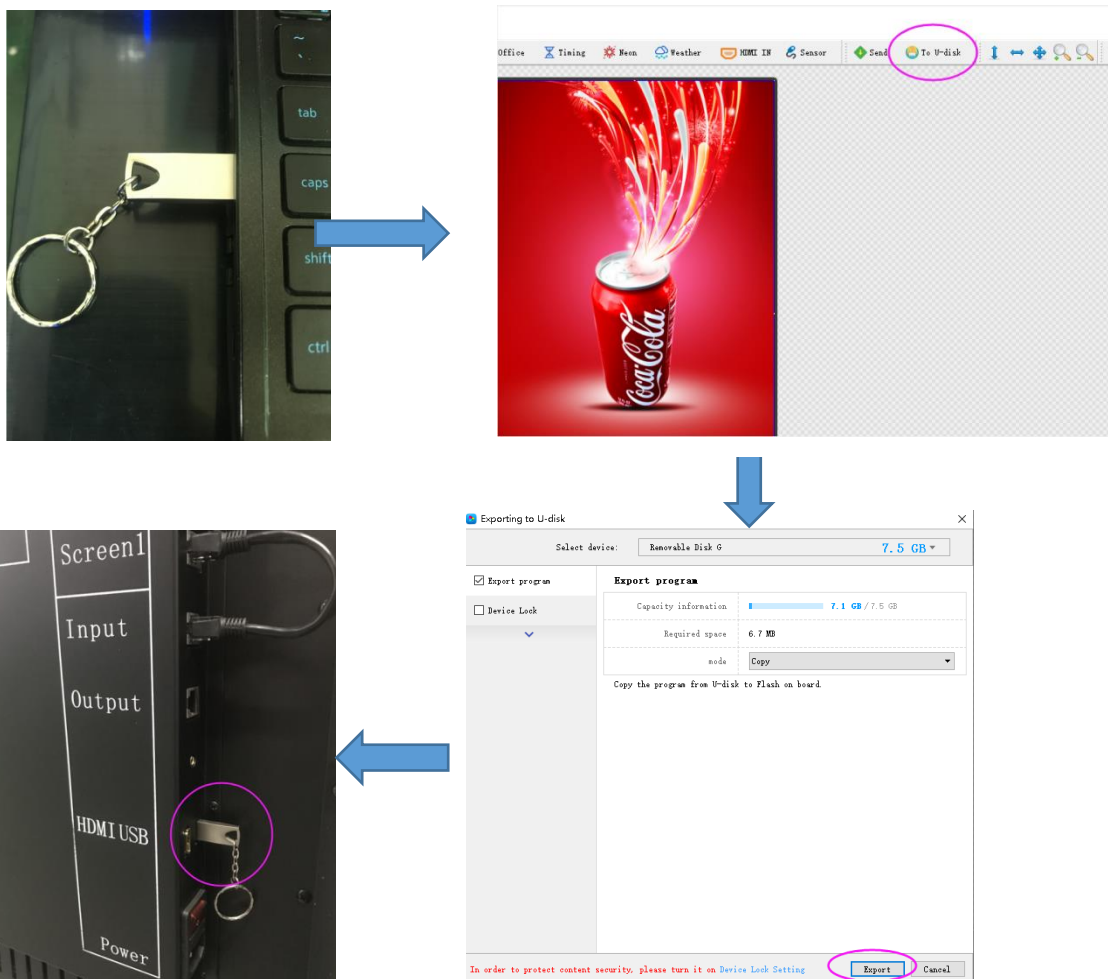 ~
`
tab
caps
shift
ctrl
Office Timing Neon Weather HDMI IN Sensor Send To U-disk
Coca-Cola
Exporting to U-disk
Select device: Removable Disk G 7.5 GB
Export program
Device Lock
Export program
Capacity information 7.1 GB/7.5 GB
Required space 6.7 MB
mode Copy
Copy the program from U-disk to Flash on board.
In order to protect content security, please turn it on Device Lock Setting
Export Cancel
Screen1
Input
Output
HDMI USB
Power